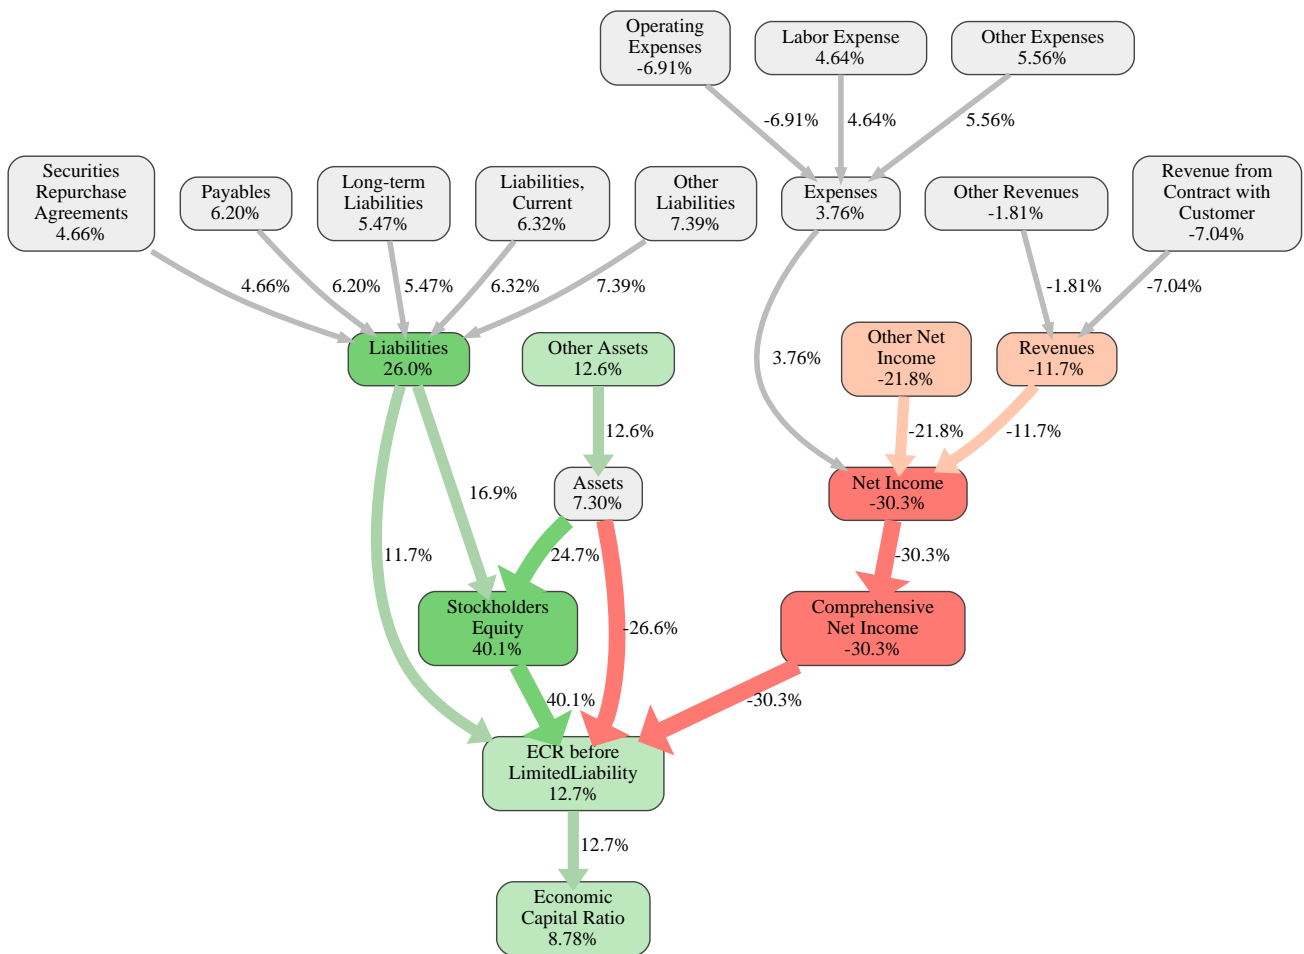 Operating
Expenses
-6.91%
Labor Expense
4.64%
Other Expenses
5.56%
-6.91%
4.64%
5.56%
Securities
Repurchase
Agreements
4.66%
Payables
6.20%
Long-term
Liabilities
5.47%
Liabilities,
Current
6.32%
Other
Liabilities
7.39%
Expenses
3.76%
Other Revenues
-1.81%
Revenue from
Contract with
Customer
-7.04%
4.66%
6.20%
5.47%
6.32%
7.39%
-1.81%
-7.04%
Liabilities
26.0%
Other Assets
12.6%
3.76%
Other Net
Income
-21.8%
Revenues
-11.7%
12.6%
-21.8%
-11.7%
16.9%
Assets
7.30%
Net Income
-30.3%
11.7%
24.7%
-30.3%
Stockholders
Equity
40.1%
-26.6%
Comprehensive
Net Income
-30.3%
40.1%
-30.3%
ECR before
LimitedLiability
12.7%
12.7%
Economic
Capital Ratio
8.78%